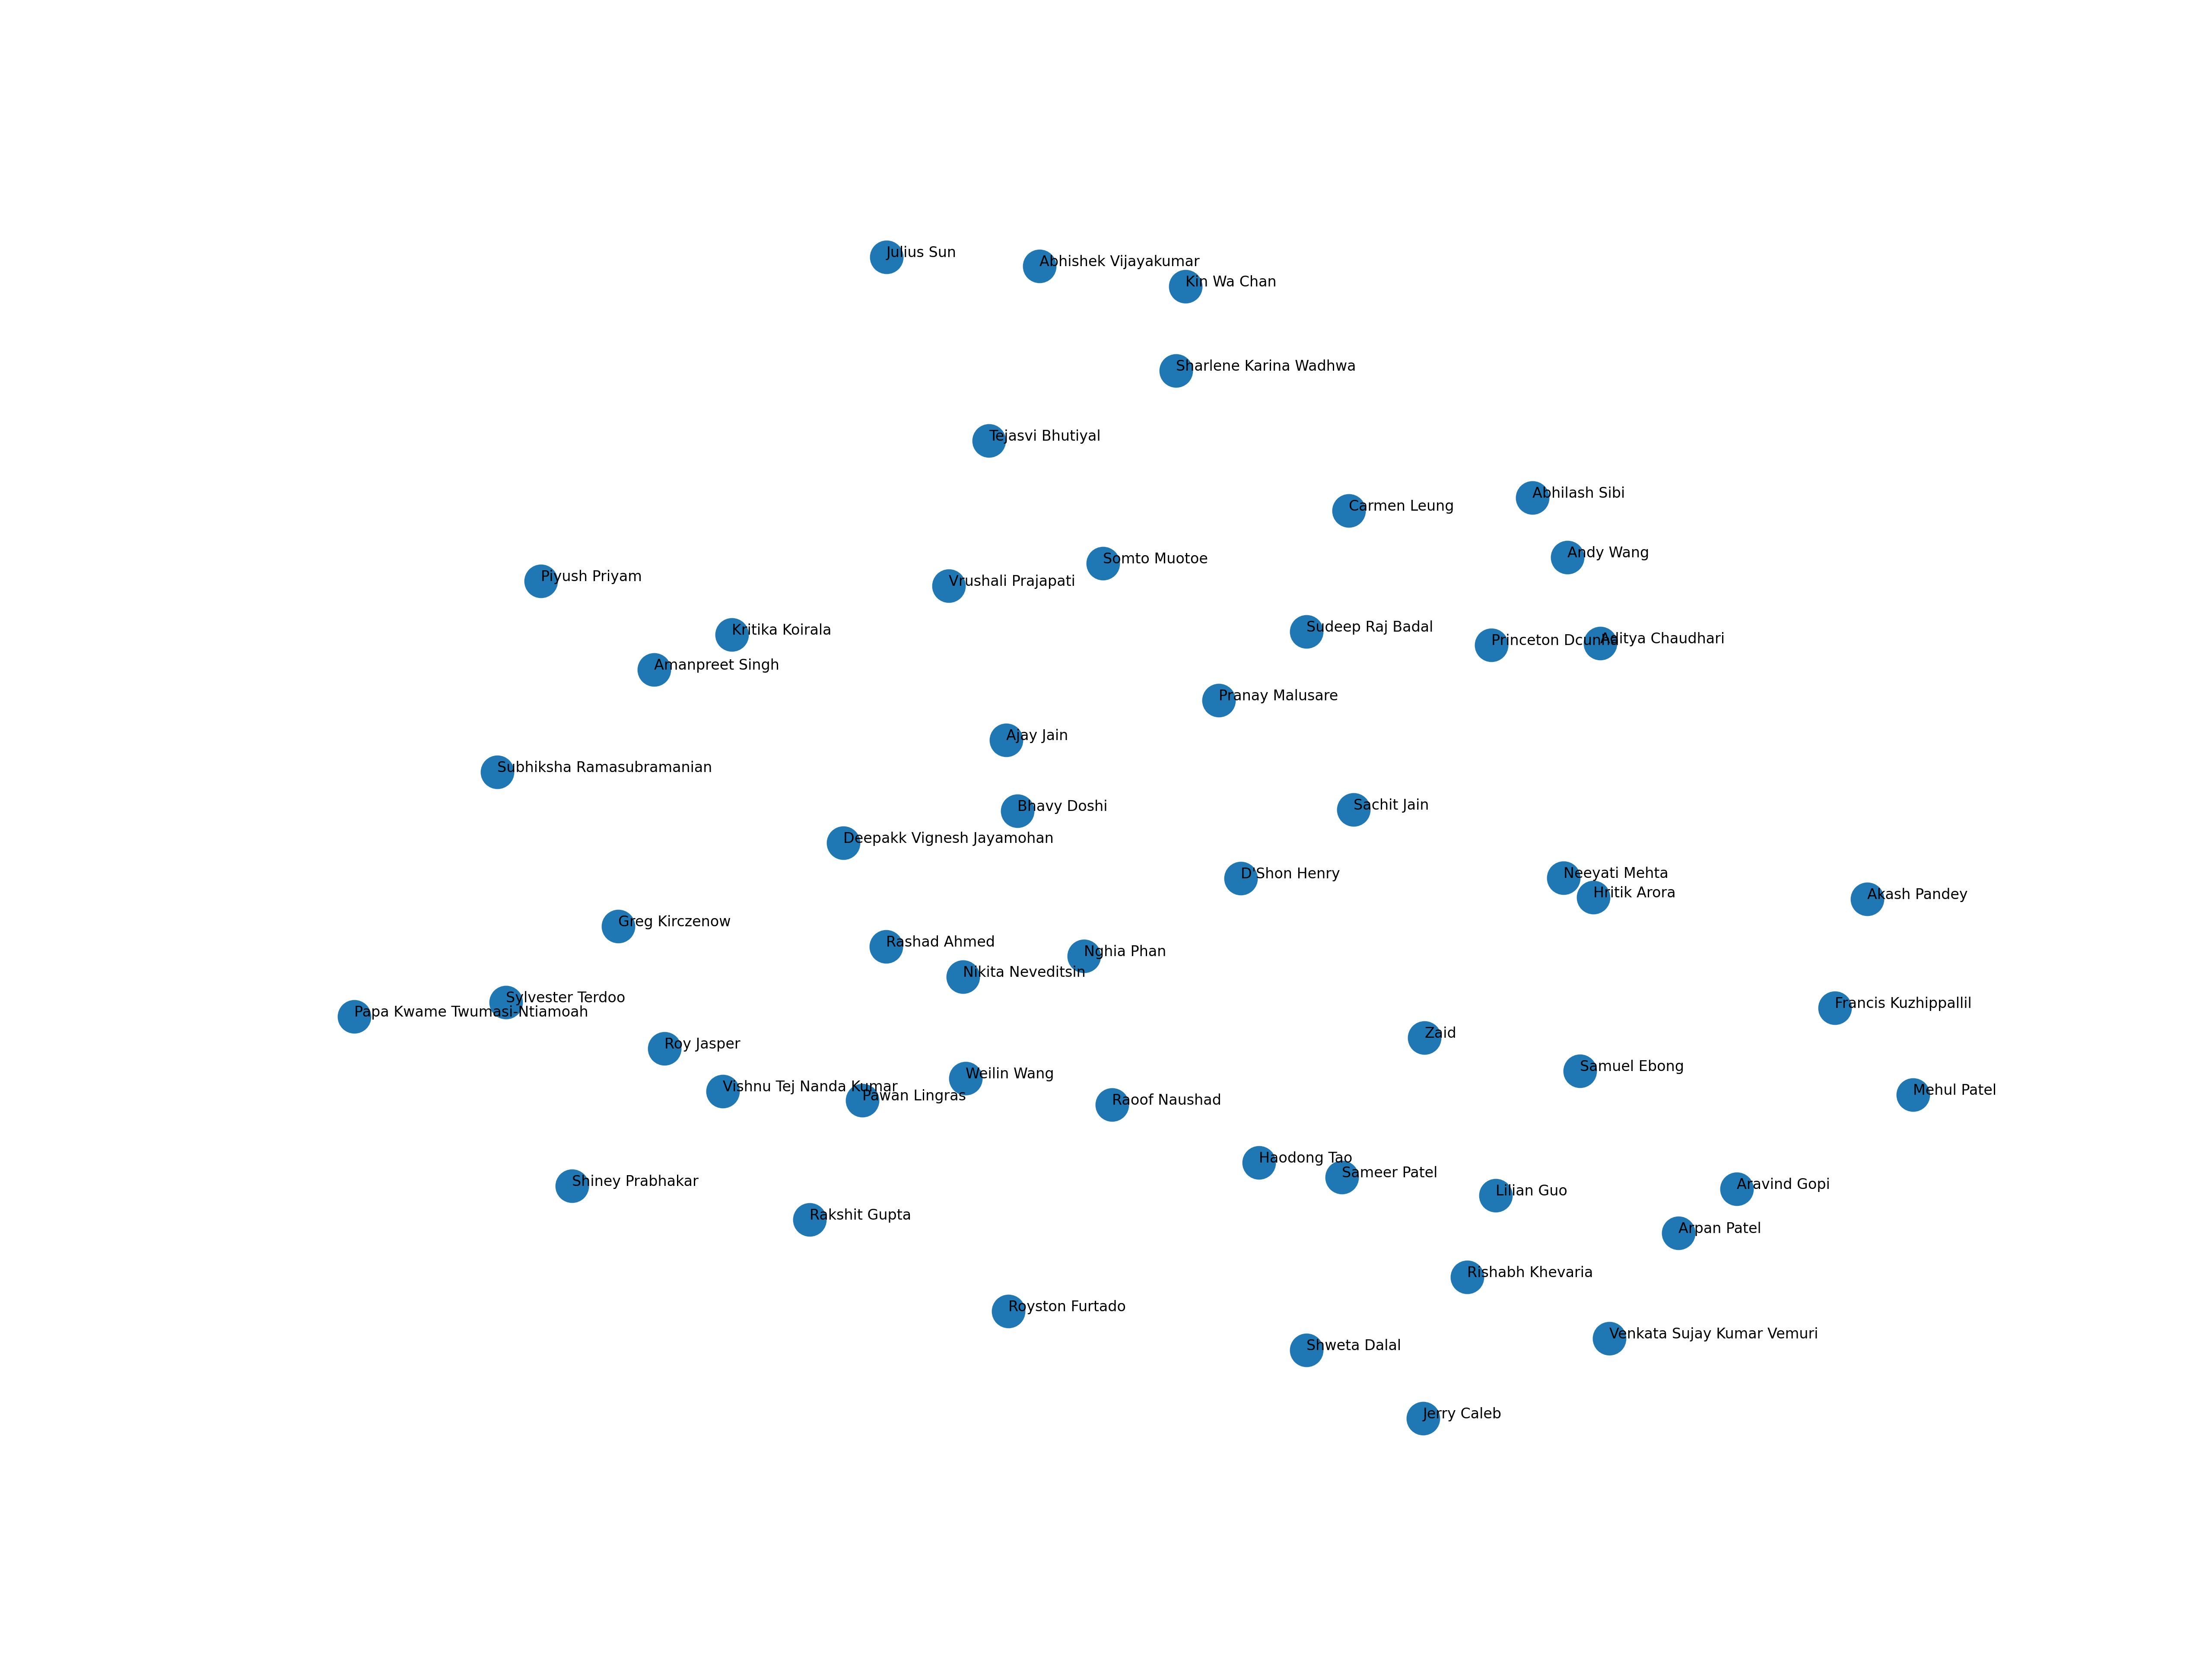 Julius Sun
Abhishek Vijayakumar
Kin Wa Chan
Sharlene Karina Wadhwa
Tejasvi Bhutiyal
Abhilash Sibi
Carmen Leung
Andy Wang
Somto Muotoe
Piyush Priyam
Vrushali Prajapati
Sudeep Raj Badal
Kritika Koirala
Princeton Dcunha
Aditya Chaudhari
Amanpreet Singh
Pranay Malusare
Ajay Jain
Subhiksha Ramasubramanian
Sachit Jain
Bhavy Doshi
Deepakk Vignesh Jayamohan
D'Shon Henry
Neeyati Mehta
Hritik Arora
Akash Pandey
Greg Kirczenow
Rashad Ahmed
Nghia Phan
Nikita Neveditsin
Sylvester Terdoo
Francis Kuzhippallil
Papa Kwame Twumasi-Ntiamoah
Zaid
Roy Jasper
Samuel Ebong
Weilin Wang
Vishnu Tej Nanda Kumar
Mehul Patel
Pawan Lingras
Raoof Naushad
Haodong Tao
Sameer Patel
Shiney Prabhakar
Aravind Gopi
Lilian Guo
Rakshit Gupta
Arpan Patel
Rishabh Khevaria
Royston Furtado
Venkata Sujay Kumar Vemuri
Shweta Dalal
Jerry Caleb